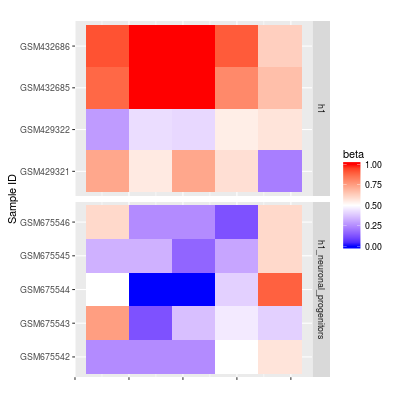 Sample ID
GSM432686
GSM432685
GSM429322
GSM429321
h1
GSM675546
GSM675545
GSM675544
GSM675543
GSM675542
h1_neuronal_progenitors
beta
1.00
0.75
0.50
0.25
0.00